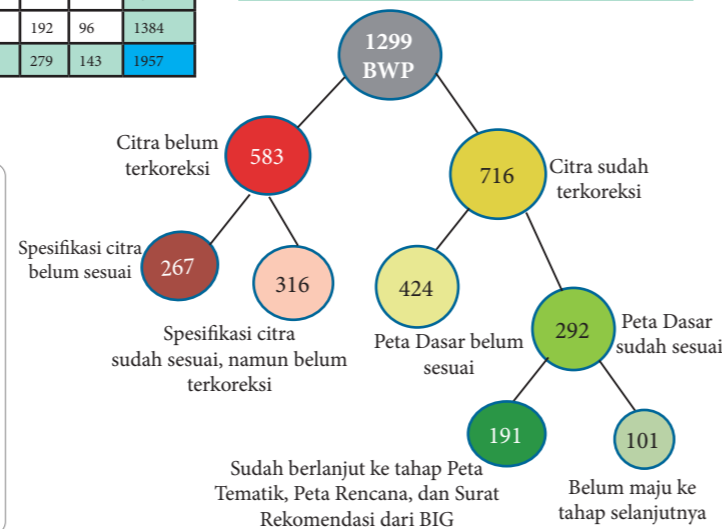 192 96 1384
279 143 1957
1299
BWP
Citra belum
terkoreksi
583
716
Citra sudah
terkoreksi
Spesifikasi citra
belum sesuai
267
316
Spesifikasi citra
sudah sesuai, namun belum
terkoreksi
424
Peta Dasar belum
sesuai
292
Peta Dasar
sudah sesuai
191
Sudah berlanjut ke tahap Peta
Tematik, Peta Rencana, dan Surat
Rekomendasi dari BIG
101
Belum maju ke
tahap selanjutnya